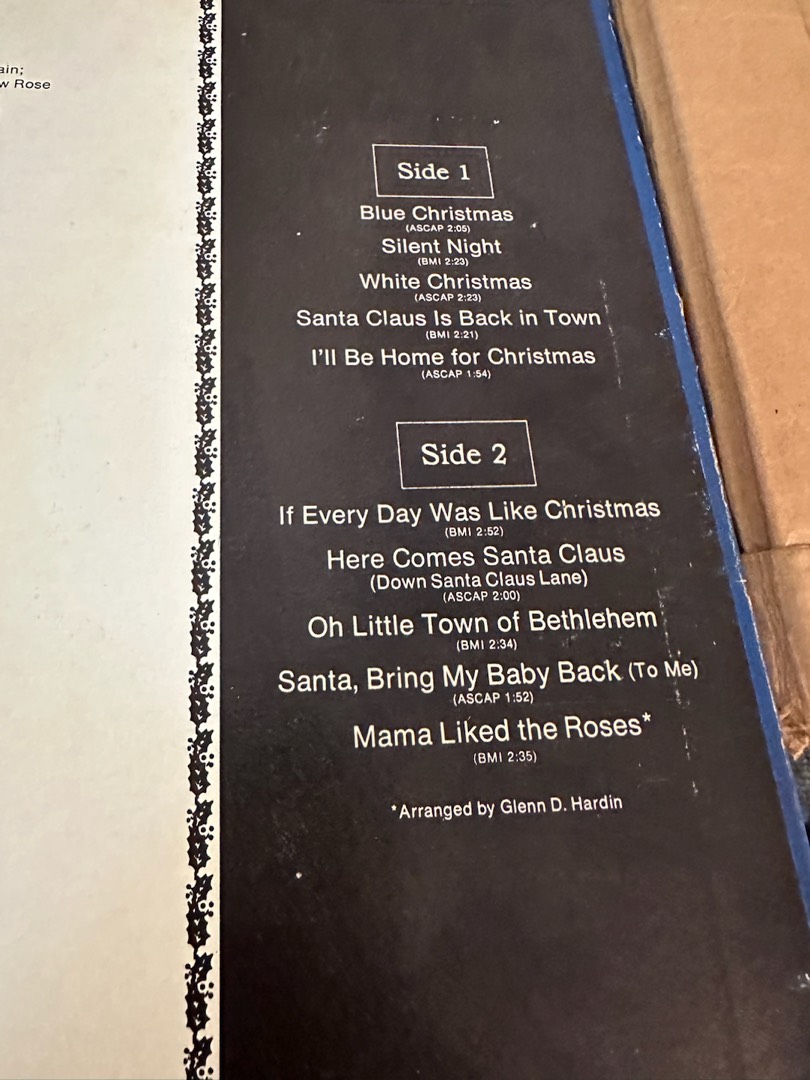 ain;
w Rose
Side 1
Blue Christmas
(ASCAP 2:05)
Silent Night
(BMI 2:23)
White Christmas
(ASCAP 2:23)
Santa Claus Is Back in Town
(BMI 2:21)
I'll Be Home for Christmas
(ASCAP 1:54)
Side 2
If Every Day Was Like Christmas
(BMI 2:52)
Here Comes Santa Claus
(Down Santa Claus Lane)
(ASCAP 2:00)
Oh Little Town of Bethlehem
(BMI 2:34)
Santa, Bring My Baby Back (To Me)
(ASCAP 1:52)
Mama Liked the Roses*
(BMI 2:35)
*Arranged by Glenn D. Hardin